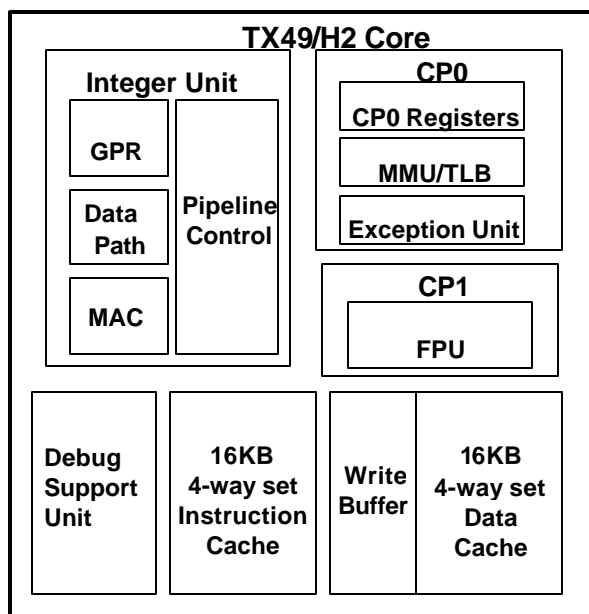 TX49/H2 Core
Integer Unit
GPR
Data
Path
MAC
Pipeline
Control
CP0
CP0 Registers
MMU/TLB
Exception Unit
CP1
FPU
Debug
Support
Unit
16KB
4-way set
Instruction
Cache
Write
Buffer
16KB
4-way set
Data
Cache